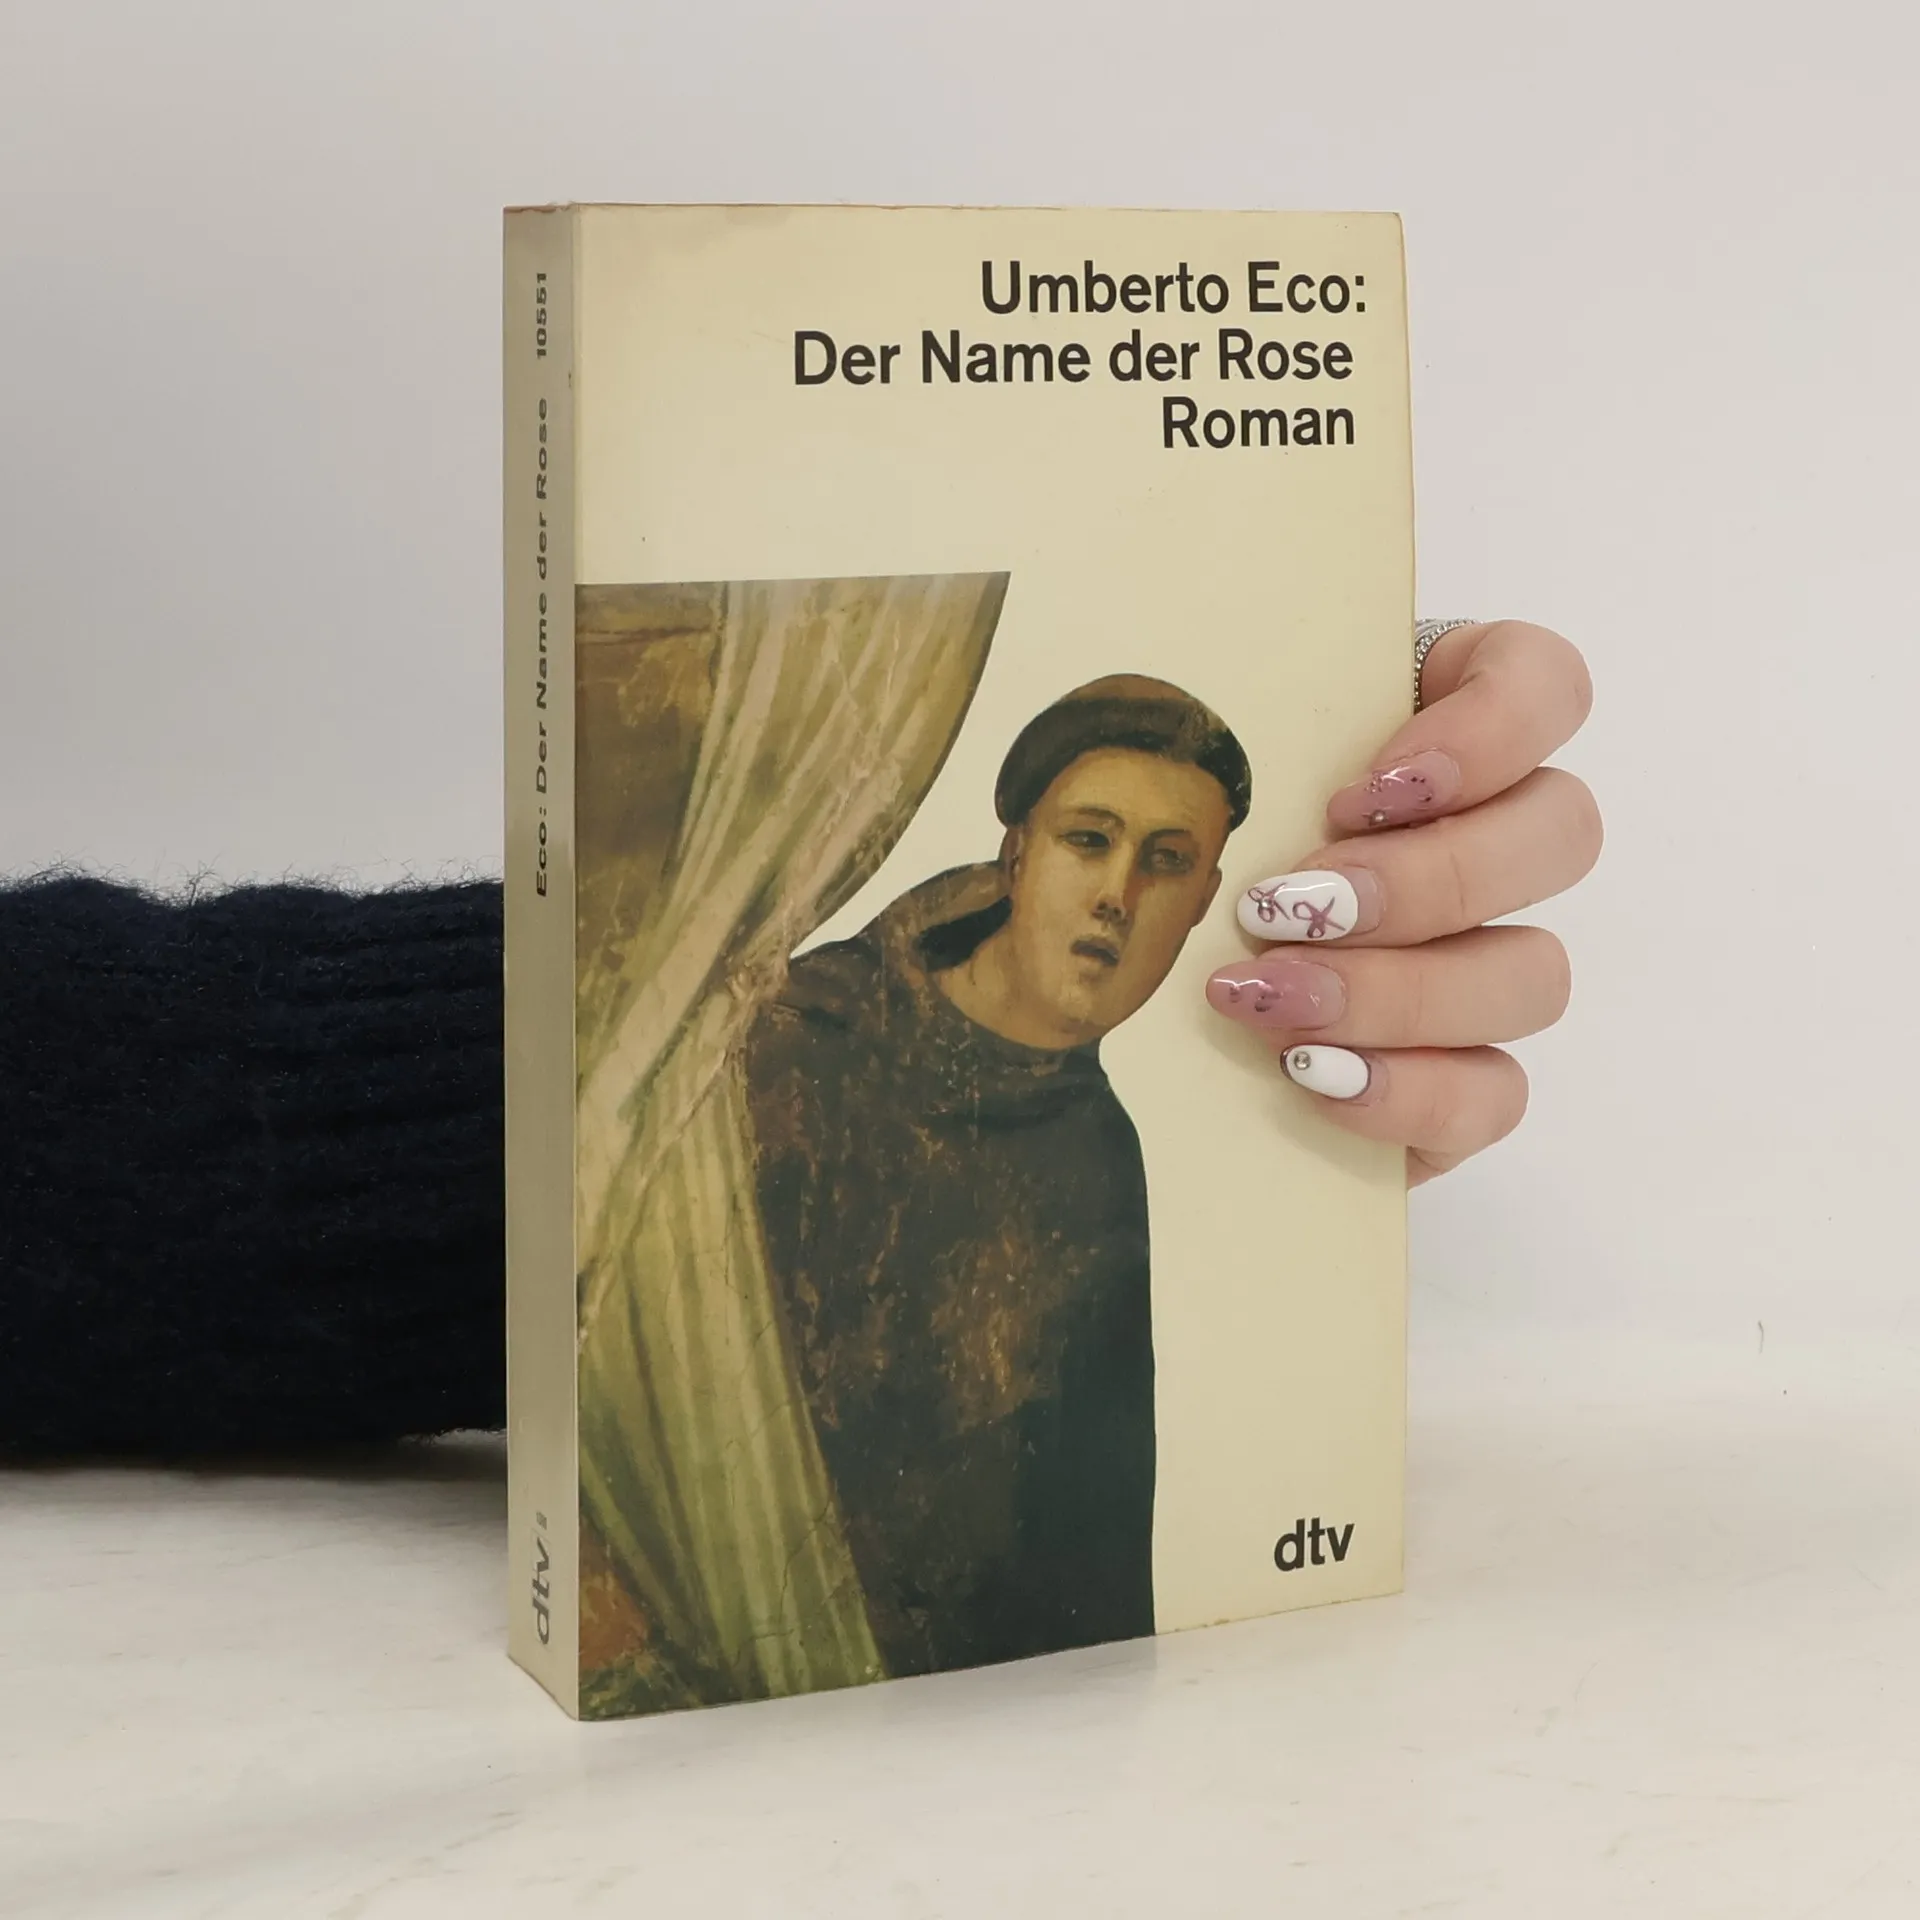 Umberto Eco:
Der Name der Rose
Roman
dtv
Eco: Der Name der Rose 10551
dtv